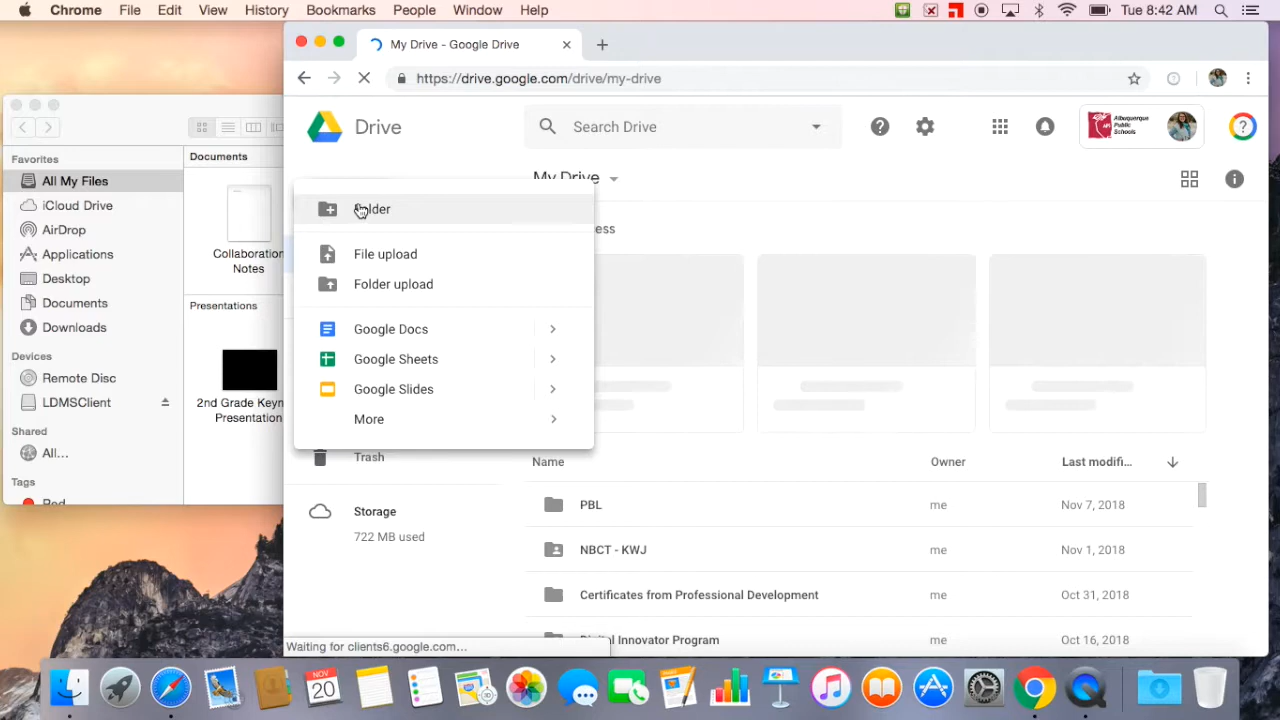 Chrome File Edit View History Bookmarks People Window Help Tue 8:42 AM
My Drive - Google Drive
https://drive.google.com/drive/my-drive
Drive
Search Drive
Albuquerque
Public
Schools
Favorites
All My Files
iCloud Drive
AirDrop
Applications
Desktop
Documents
Downloads
Devices
Remote Disc
LDMSClient
Shared
All...
Tags
Red
Documents
Collaboration
Notes
Presentations
2nd Grade Keyn
Presentation
My Drive
Folder
File upload
Folder upload
Google Docs
Google Sheets
Google Slides
More
Trash
Storage
722 MB used
ess
Name Owner Last modifi...
PBL me Nov 7, 2018
NBCT - KWJ me Nov 1, 2018
Certificates from Professional Development me Oct 31, 2018
Digital Innovator Program me Oct 16, 2018
Waiting for clients6.google.com...
NOV
20